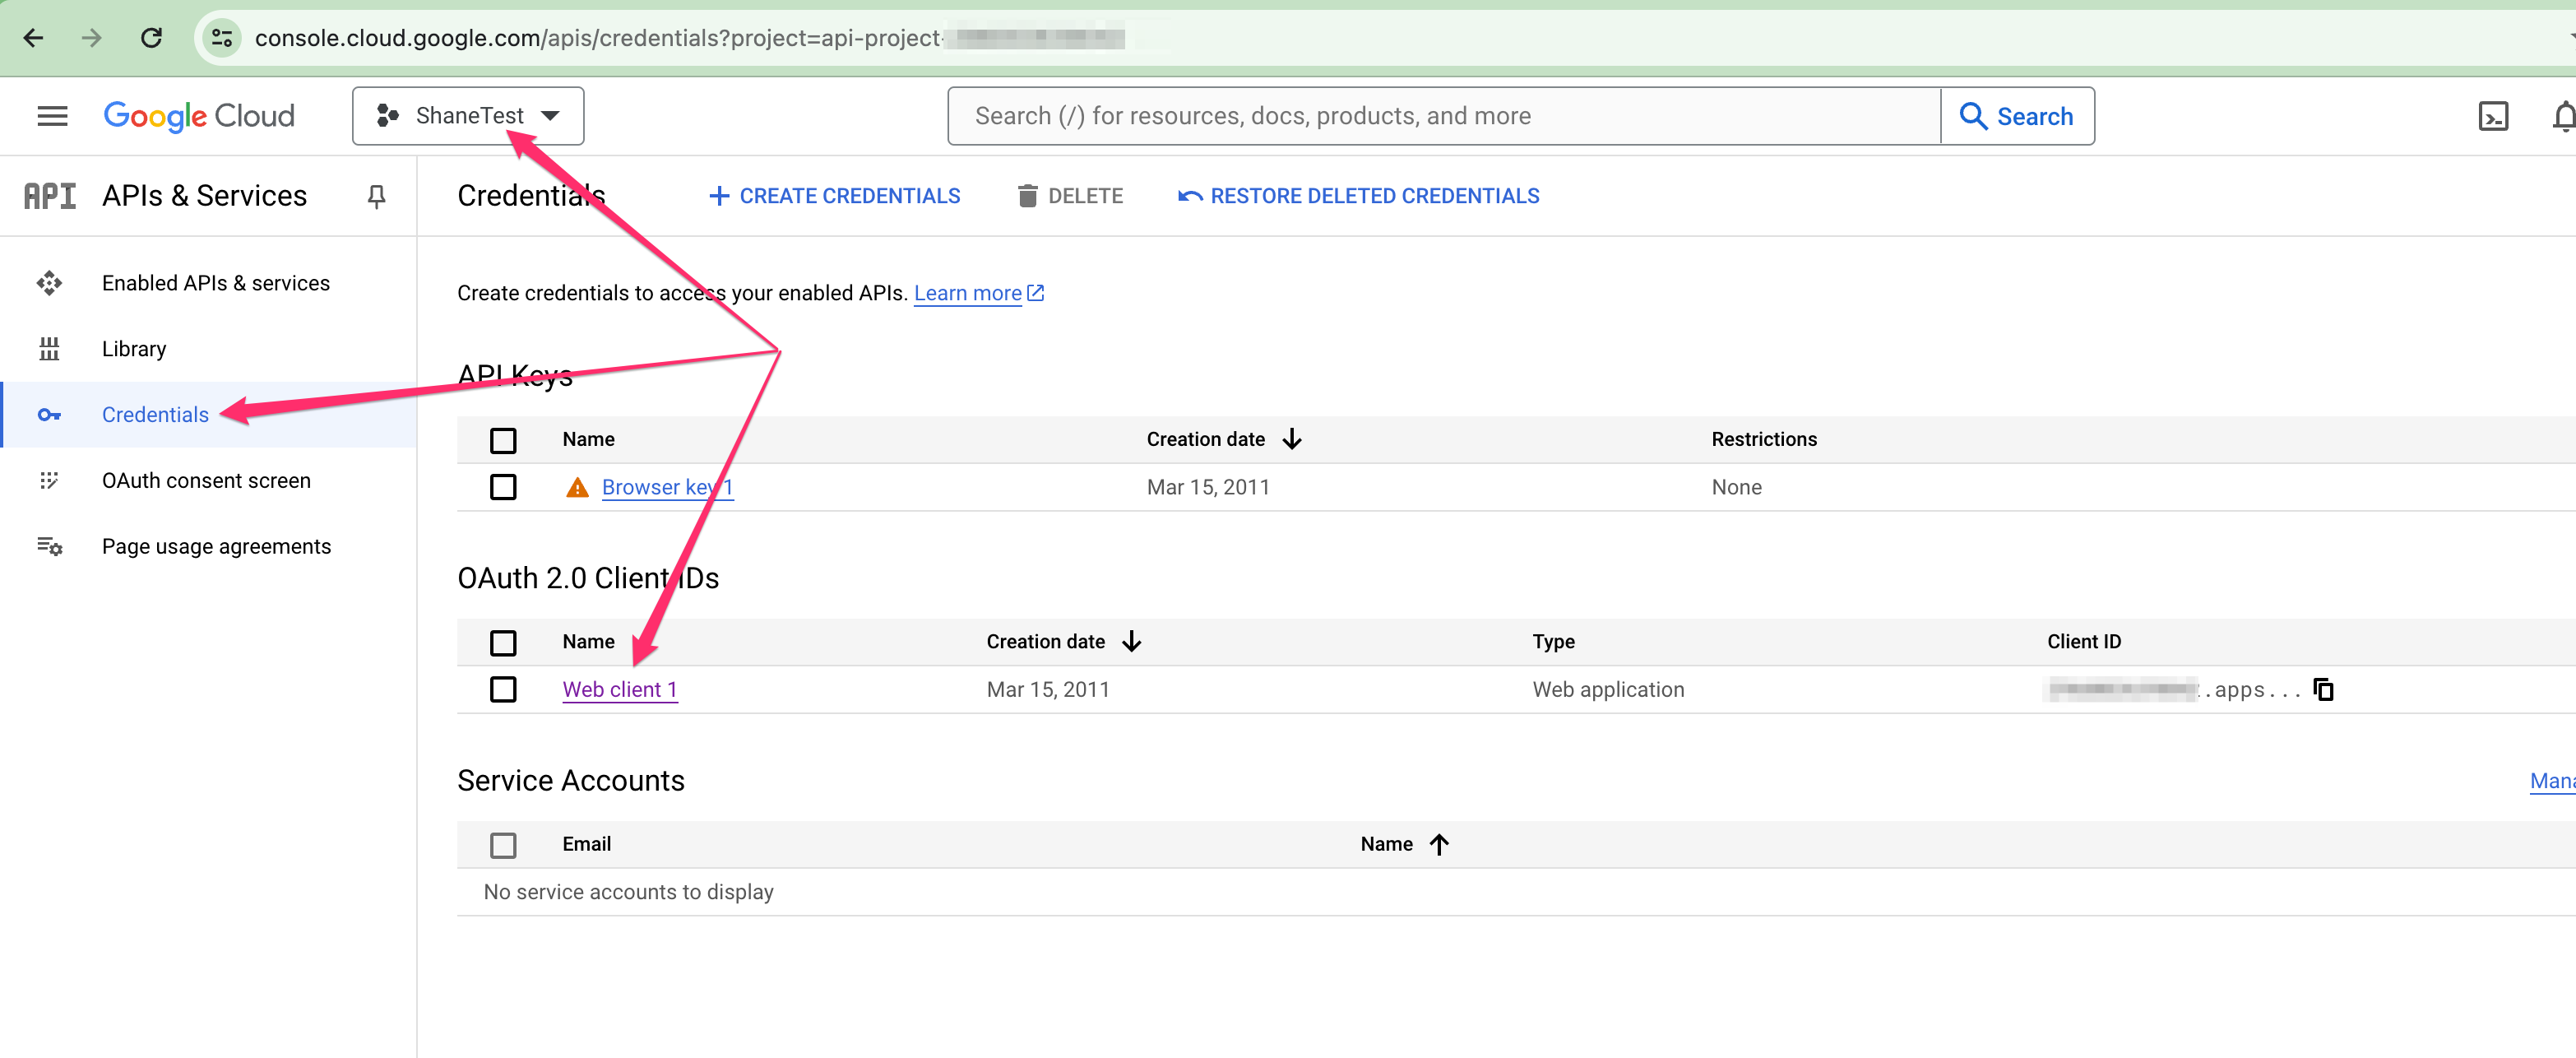 console.cloud.google.com/apis/credentials?project=api-project-
Google Cloud
ShaneTest
Search (/) for resources, docs, products, and more
Search
API
APIs & Services
Credentials
CREATE CREDENTIALS
DELETE
RESTORE DELETED CREDENTIALS
Enabled APIs & services
Library
Credentials
OAuth consent screen
Page usage agreements
Create credentials to access your enabled APIs. Learn more
API Keys
Name Creation date Restrictions
Browser key 1 Mar 15, 2011 None
OAuth 2.0 Client IDs
Name Creation date Type Client ID
Web client 1 Mar 15, 2011 Web application .apps...
Service Accounts
Email Name
No service accounts to display